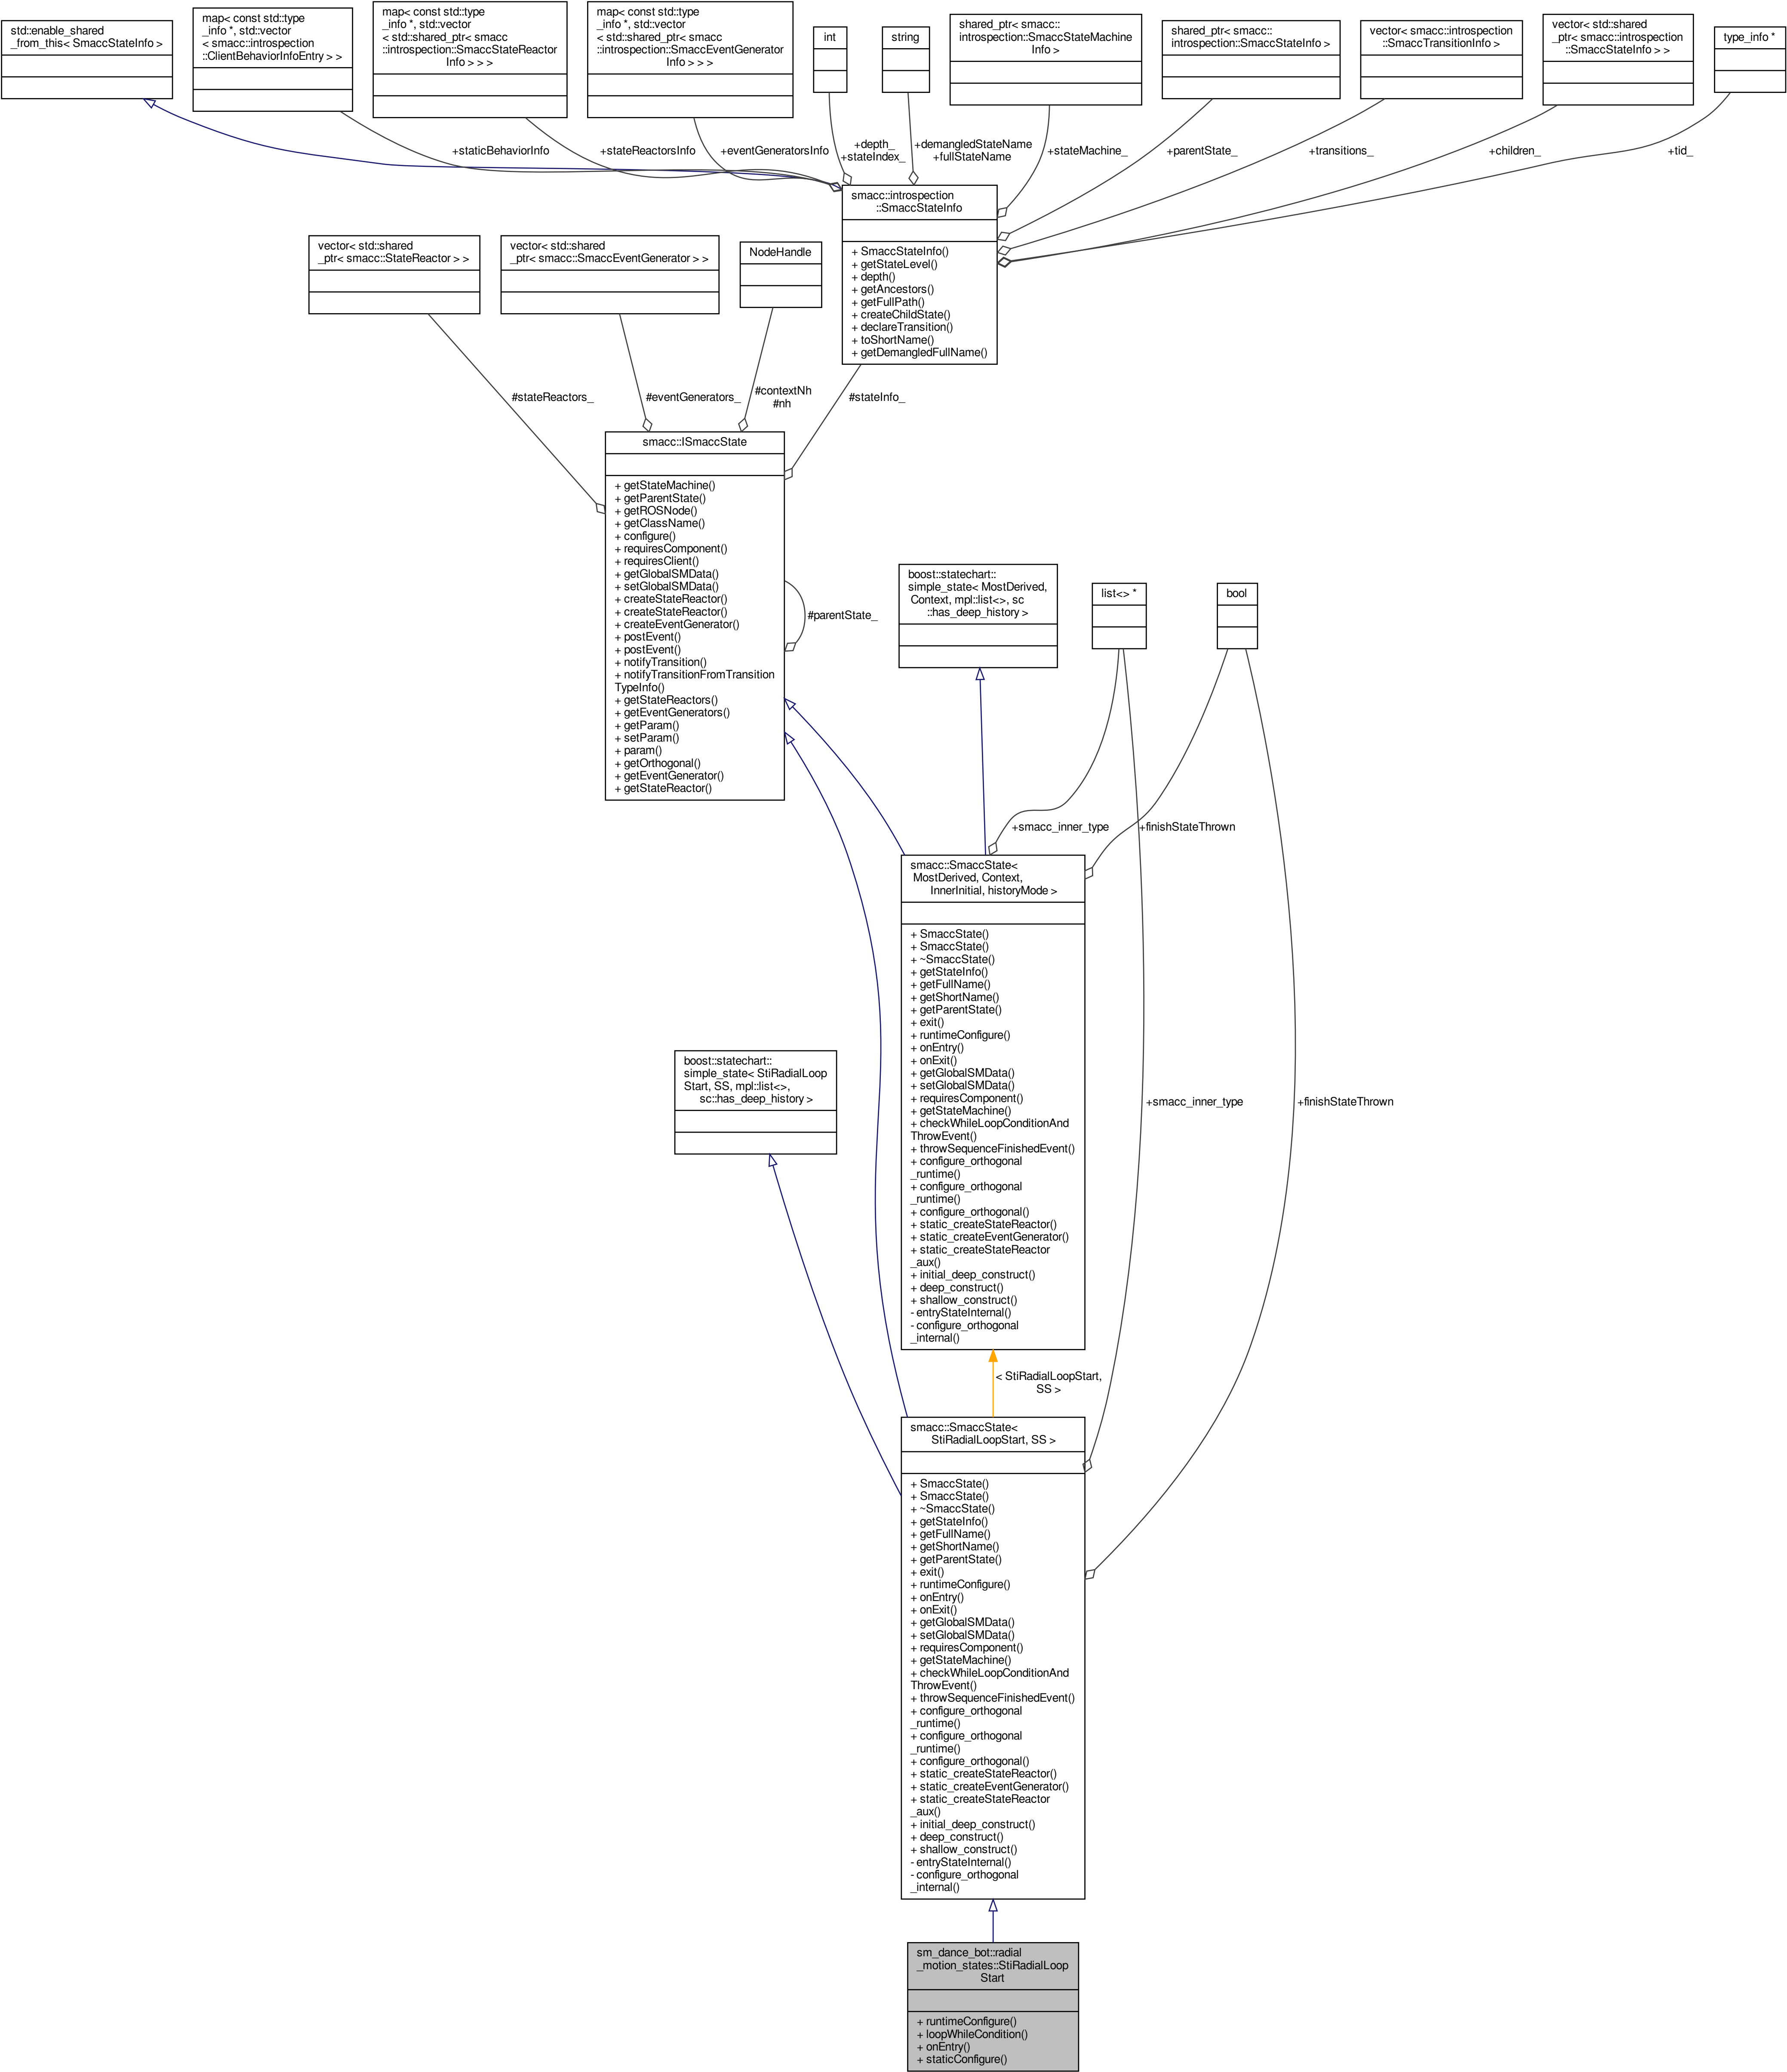 std::enable_shared
_from_this< SmaccStateInfo >
map< const std::type
_info *, std::vector
< smacc::introspection
::ClientBehaviorInfoEntry > >
map< const std::type
_info *, std::vector
< std::shared_ptr< smacc
::introspection::SmaccStateReactor
Info > > >
map< const std::type
_info *, std::vector
< std::shared_ptr< smacc
::introspection::SmaccEventGenerator
Info > > >
int
string
shared_ptr< smacc::
introspection::SmaccStateMachine
Info >
shared_ptr< smacc::
introspection::SmaccStateInfo >
vector< smacc::introspection
::SmaccTransitionInfo >
vector< std::shared
_ptr< smacc::introspection
::SmaccStateInfo > >
type_info *
+staticBehaviorInfo
+stateReactorsInfo
+eventGeneratorsInfo
+depth_
+stateIndex_
+demangledStateName
+fullStateName
+stateMachine_
+parentState_
+transitions_
+children_
+tid_
smacc::introspection
::SmaccStateInfo
+ SmaccStateInfo()
+ getStateLevel()
+ depth()
+ getAncestors()
+ getFullPath()
+ createChildState()
+ declareTransition()
+ toShortName()
+ getDemangledFullName()
vector< std::shared
_ptr< smacc::StateReactor > >
vector< std::shared
_ptr< smacc::SmaccEventGenerator > >
NodeHandle
#stateReactors_
#eventGenerators_
#contextNh
#nh
#stateInfo_
smacc::ISmaccState
+ getStateMachine()
+ getParentState()
+ getROSNode()
+ getClassName()
+ configure()
+ requiresComponent()
+ requiresClient()
+ getGlobalSMData()
+ setGlobalSMData()
+ createStateReactor()
+ createStateReactor()
+ createEventGenerator()
+ postEvent()
+ postEvent()
+ notifyTransition()
+ notifyTransitionFromTransition
TypeInfo()
+ getStateReactors()
+ getEventGenerators()
+ getParam()
+ setParam()
+ param()
+ getOrthogonal()
+ getEventGenerator()
+ getStateReactor()
#parentState_
boost::statechart::
simple_state< MostDerived,
Context, mpl::list<>, sc
::has_deep_history >
list<> *
bool
+smacc_inner_type
+finishStateThrown
smacc::SmaccState<
MostDerived, Context,
InnerInitial, historyMode >
+ SmaccState()
+ SmaccState()
+ ~SmaccState()
+ getStateInfo()
+ getFullName()
+ getShortName()
+ getParentState()
+ exit()
+ runtimeConfigure()
+ onEntry()
+ onExit()
+ getGlobalSMData()
+ setGlobalSMData()
+ requiresComponent()
+ getStateMachine()
+ checkWhileLoopConditionAnd
ThrowEvent()
+ throwSequenceFinishedEvent()
+ configure_orthogonal
_runtime()
+ configure_orthogonal
_runtime()
+ configure_orthogonal()
+ static_createStateReactor()
+ static_createEventGenerator()
+ static_createStateReactor
_aux()
+ initial_deep_construct()
+ deep_construct()
+ shallow_construct()
- entryStateInternal()
- configure_orthogonal
_internal()
boost::statechart::
simple_state< StiRadialLoop
Start, SS, mpl::list<>,
sc::has_deep_history >
+smacc_inner_type
+finishStateThrown
< StiRadialLoopStart,
SS >
smacc::SmaccState<
StiRadialLoopStart, SS >
+ SmaccState()
+ SmaccState()
+ ~SmaccState()
+ getStateInfo()
+ getFullName()
+ getShortName()
+ getParentState()
+ exit()
+ runtimeConfigure()
+ onEntry()
+ onExit()
+ getGlobalSMData()
+ setGlobalSMData()
+ requiresComponent()
+ getStateMachine()
+ checkWhileLoopConditionAnd
ThrowEvent()
+ throwSequenceFinishedEvent()
+ configure_orthogonal
_runtime()
+ configure_orthogonal
_runtime()
+ configure_orthogonal()
+ static_createStateReactor()
+ static_createEventGenerator()
+ static_createStateReactor
_aux()
+ initial_deep_construct()
+ deep_construct()
+ shallow_construct()
- entryStateInternal()
- configure_orthogonal
_internal()
sm_dance_bot::radial
_motion_states::StiRadialLoop
Start
+ runtimeConfigure()
+ loopWhileCondition()
+ onEntry()
+ staticConfigure()